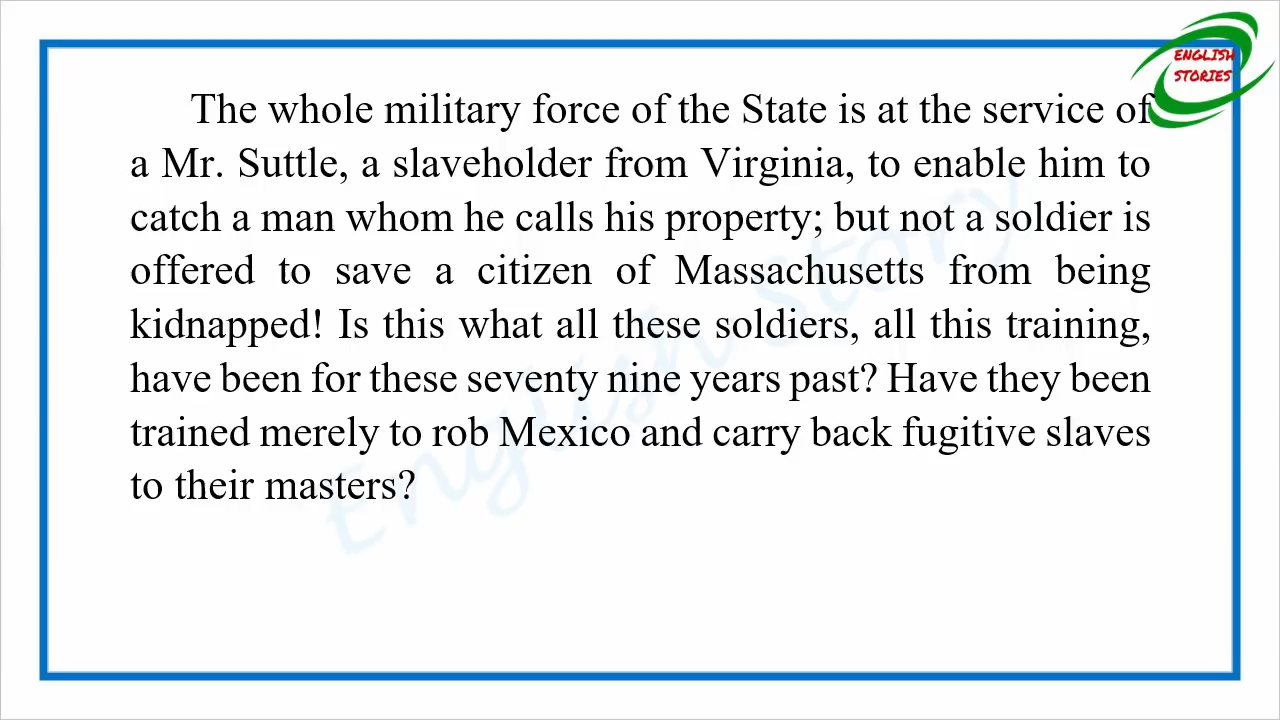 ENGLISH
STORIES
The whole military force of the State is at the service of
a Mr. Suttle, a slaveholder from Virginia, to enable him to
catch a man whom he calls his property; but not a soldier is
offered to save a citizen of Massachusetts from being
kidnapped! Is this what all these soldiers, all this training,
have been for these seventy nine years past? Have they been
trained merely to rob Mexico and carry back fugitive slaves
to their masters?
English Story